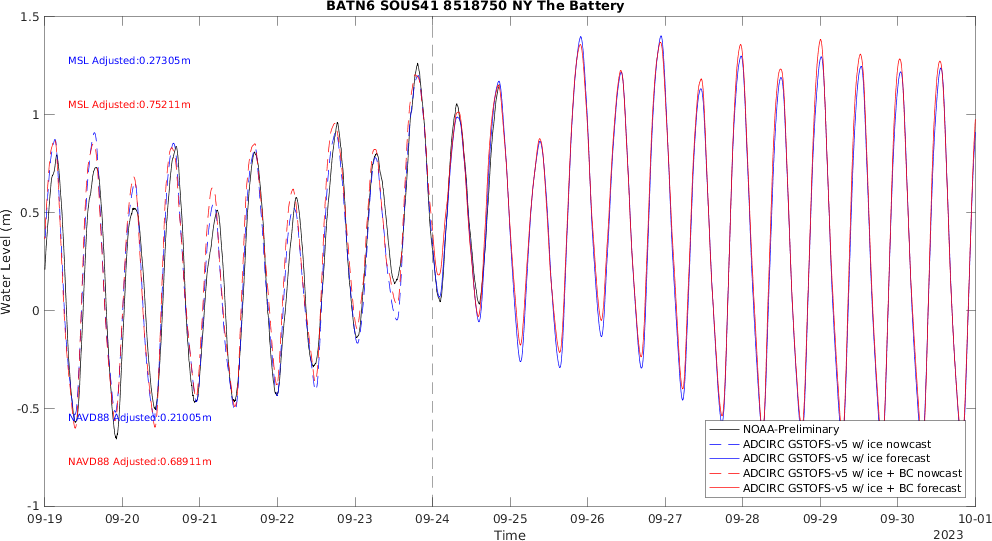 BATN6 SOUS41 8518750 NY The Battery
1.5
1
0.5
0
-0.5
-1
Water Level (m)
MSL Adjusted:0.27305m
MSL Adjusted:0.75211m
NAVD88 Adjusted:0.21005m
NAVD88 Adjusted:0.68911m
NOAA-Preliminary
ADCIRC GSTOFS-v5 w/ ice nowcast
ADCIRC GSTOFS-v5 w/ ice forecast
ADCIRC GSTOFS-v5 w/ ice + BC nowcast
ADCIRC GSTOFS-v5 w/ ice + BC forecast
09-19 09-20 09-21 09-22 09-23 09-24 09-25 09-26 09-27 09-28 09-29 09-30 10-01
Time
2023